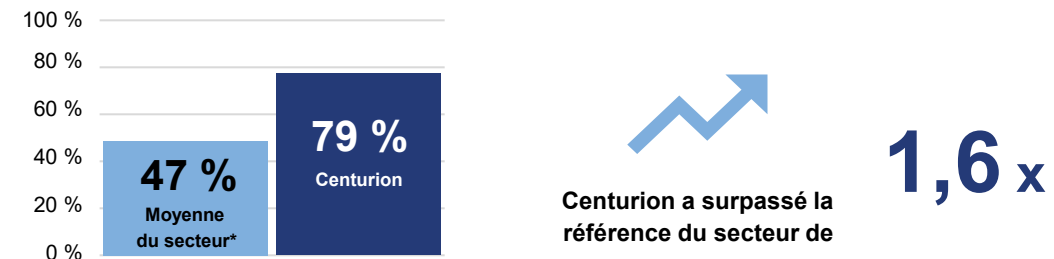 100 %
80 %
60 %
40 %
20 %
0 %
47 %
Moyenne
du secteur*
79 %
Centurion
Centurion a surpassé la
référence du secteur de
1,6 x